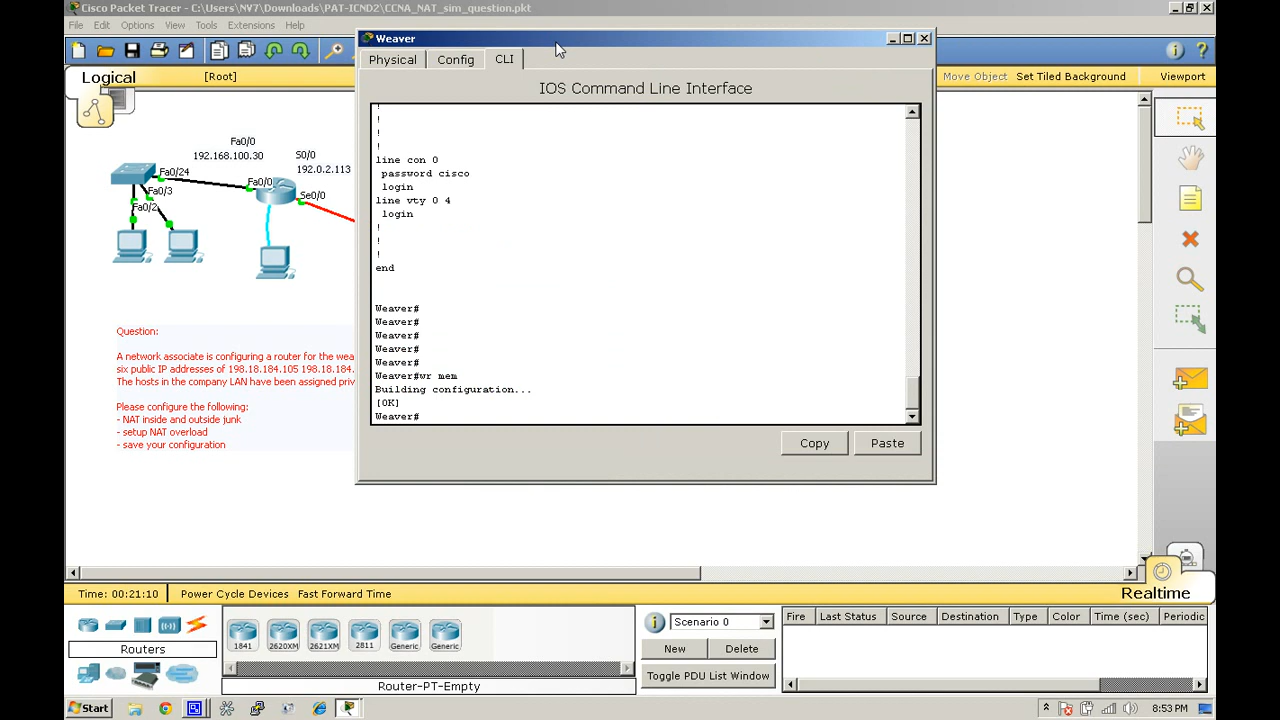 Cisco Packet Tracer - C:\Users\NV7\Downloads\PAT-ICND2\CCNA_NAT_sim_question.pkt
File Edit Options View Tools Extensions Help
Logical
[Root]
Move Object Set Tiled Background Viewport
Weaver
Physical Config CLI
IOS Command Line Interface
!
!
!
!
line con 0
password cisco
login
line vty 0 4
login
!
!
!
end
Weaver#
Weaver#
Weaver#
Weaver#
Weaver#
Weaver#wr mem
Building configuration...
[OK]
Weaver#
Copy Paste
Fa0/0
192.168.100.30
S0/0
192.0.2.113
Fa0/24
Fa0/0
Fa0/3
Se0/0
Fa0/2
Question:
A network associate is configuring a router for the wea
six public IP addresses of 198.18.184.105 198.18.184.
The hosts in the company LAN have been assigned priv
Please configure the following:
- NAT inside and outside junk
- setup NAT overload
- save your configuration
Time: 00:21:10 Power Cycle Devices Fast Forward Time
Realtime
Routers
1841 2620XM 2621XM 2811 Generic Generic
Router-PT-Empty
Scenario 0
New Delete
Toggle PDU List Window
Fire Last Status Source Destination Type Color Time (sec) Periodic
Start
8:53 PM